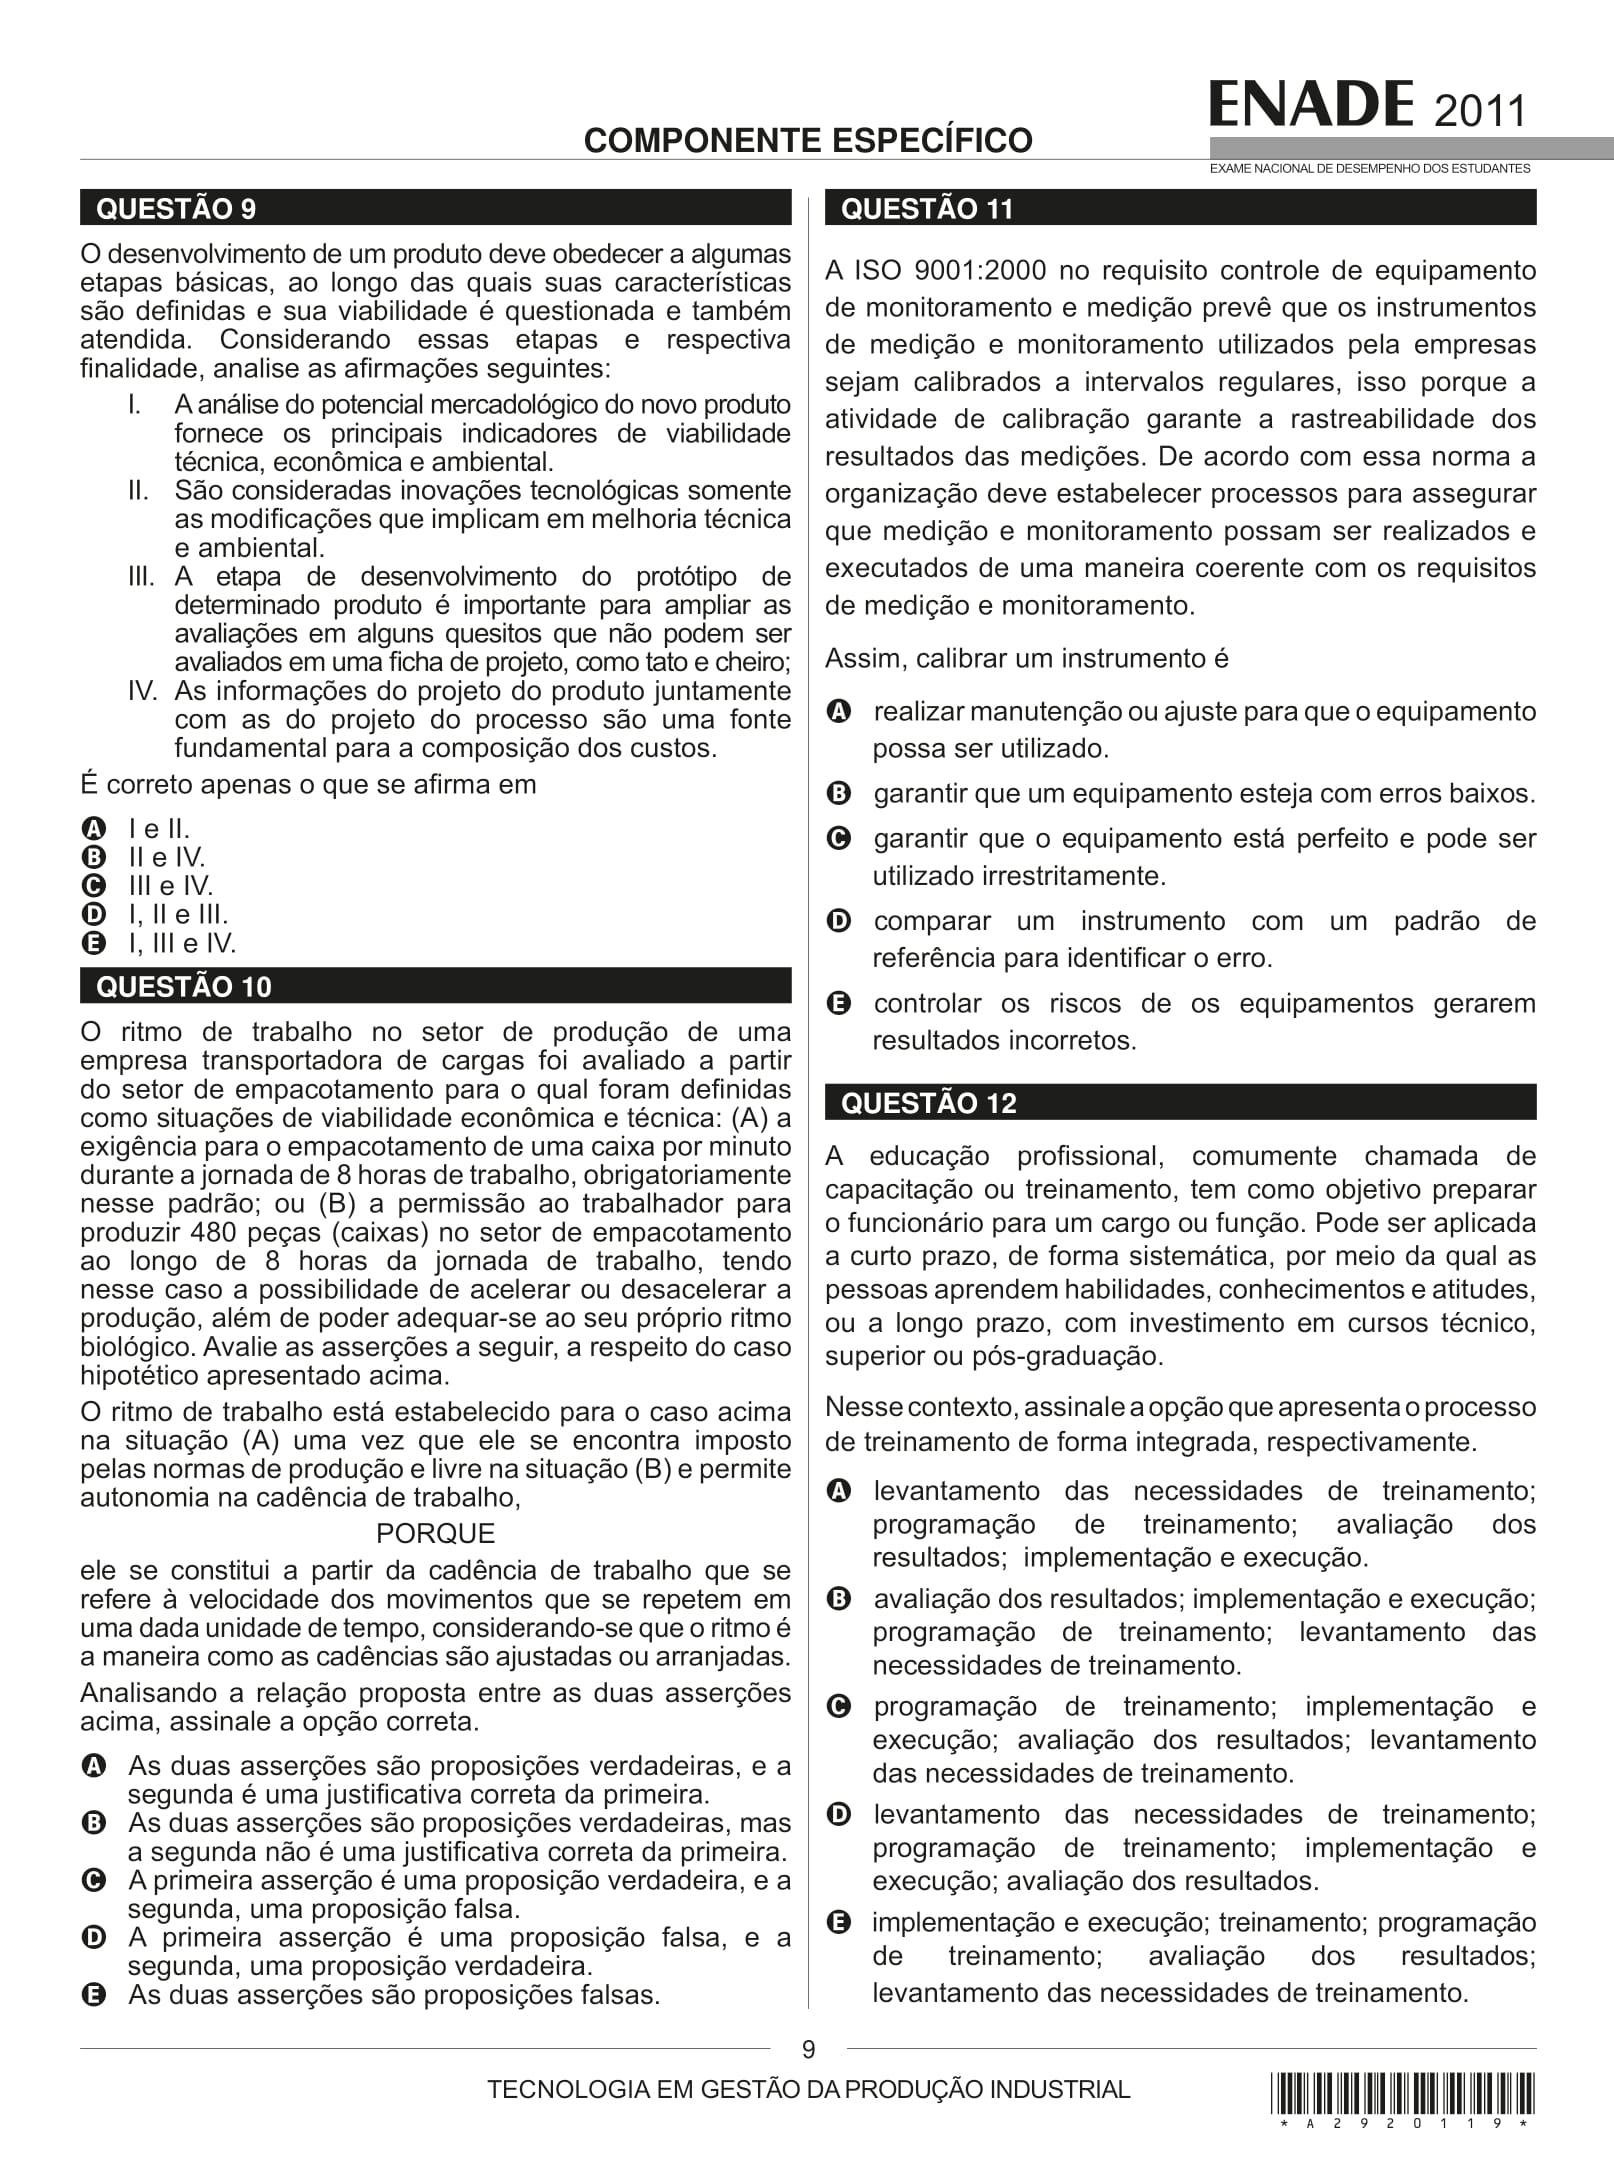 ENADE 2011
COMPONENTE ESPECÍFICO
EXAME NACIONAL DE DESEMPENHO DOS ESTUDANTES
QUESTÃO 9
O desenvolvimento de um produto deve obedecer a algumas
etapas básicas, ao longo das quais suas características
são definidas e sua viabilidade é questionada e também
atendida. Considerando essas etapas e respectiva
finalidade, analise as afirmações seguintes:
I. A análise do potencial mercadológico do novo produto
fornece os principais indicadores de viabilidade
técnica, econômica e ambiental.
II. São consideradas inovações tecnológicas somente
as modificações que implicam em melhoria técnica
e ambiental.
III. A etapa de desenvolvimento do protótipo de
determinado produto é importante para ampliar as
avaliações em alguns quesitos que não podem ser
avaliados em uma ficha de projeto, como tato e cheiro;
IV. As informações do projeto do produto juntamente
com as do projeto do processo são uma fonte
fundamental para a composição dos custos.
É correto apenas o que se afirma em
A I e II.
B II e IV.
C III e IV.
D I, II e III.
E I, III e IV.
QUESTÃO 10
O ritmo de trabalho no setor de produção de uma
empresa transportadora de cargas foi avaliado a partir
do setor de empacotamento para o qual foram definidas
como situações de viabilidade econômica e técnica: (A) a
exigência para o empacotamento de uma caixa por minuto
durante a jornada de 8 horas de trabalho, obrigatoriamente
nesse padrão; ou (B) a permissão ao trabalhador para
produzir 480 peças (caixas) no setor de empacotamento
ao longo de 8 horas da jornada de trabalho, tendo
nesse caso a possibilidade de acelerar ou desacelerar a
produção, além de poder adequar-se ao seu próprio ritmo
biológico. Avalie as asserções a seguir, a respeito do caso
hipotético apresentado acima.
O ritmo de trabalho está estabelecido para o caso acima
na situação (A) uma vez que ele se encontra imposto
pelas normas de produção e livre na situação (B) e permite
autonomia na cadência de trabalho,
PORQUE
ele se constitui a partir da cadência de trabalho que se
refere à velocidade dos movimentos que se repetem em
uma dada unidade de tempo, considerando-se que o ritmo é
a maneira como as cadências são ajustadas ou arranjadas.
Analisando a relação proposta entre as duas asserções
acima, assinale a opção correta.
A As duas asserções são proposições verdadeiras, e a
segunda é uma justificativa correta da primeira.
B As duas asserções são proposições verdadeiras, mas
a segunda não é uma justificativa correta da primeira.
C A primeira asserção é uma proposição verdadeira, e a
segunda, uma proposição falsa.
D A primeira asserção é uma proposição falsa, e a
segunda, uma proposição verdadeira.
E As duas asserções são proposições falsas.
QUESTÃO 11
A ISO 9001:2000 no requisito controle de equipamento
de monitoramento e medição prevê que os instrumentos
de medição e monitoramento utilizados pela empresas
sejam calibrados a intervalos regulares, isso porque a
atividade de calibração garante a rastreabilidade dos
resultados das medições. De acordo com essa norma a
organização deve estabelecer processos para assegurar
que medição e monitoramento possam ser realizados e
executados de uma maneira coerente com os requisitos
de medição e monitoramento.
Assim, calibrar um instrumento é
A realizar manutenção ou ajuste para que o equipamento
possa ser utilizado.
B garantir que um equipamento esteja com erros baixos.
C garantir que o equipamento está perfeito e pode ser
utilizado irrestritamente.
D comparar um instrumento com um padrão de
referência para identificar o erro.
E controlar os riscos de os equipamentos gerarem
resultados incorretos.
QUESTÃO 12
A educação profissional, comumente chamada de
capacitação ou treinamento, tem como objetivo preparar
o funcionário para um cargo ou função. Pode ser aplicada
a curto prazo, de forma sistemática, por meio da qual as
pessoas aprendem habilidades, conhecimentos e atitudes,
ou a longo prazo, com investimento em cursos técnico,
superior ou pós-graduação.
Nesse contexto, assinale a opção que apresenta o processo
de treinamento de forma integrada, respectivamente.
A levantamento das necessidades de treinamento;
programação de treinamento; avaliação dos
resultados; implementação e execução.
B avaliação dos resultados; implementação e execução;
programação de treinamento; levantamento das
necessidades de treinamento.
C programação de treinamento; implementação e
execução; avaliação dos resultados; levantamento
das necessidades de treinamento.
D levantamento das necessidades de treinamento;
programação de treinamento; implementação e
execução; avaliação dos resultados.
E implementação e execução; treinamento; programação
de treinamento; avaliação dos resultados;
levantamento das necessidades de treinamento.
9
TECNOLOGIA EM GESTÃO DA PRODUÇÃO INDUSTRIAL
* A 2 9 2 0 1 1 9 *